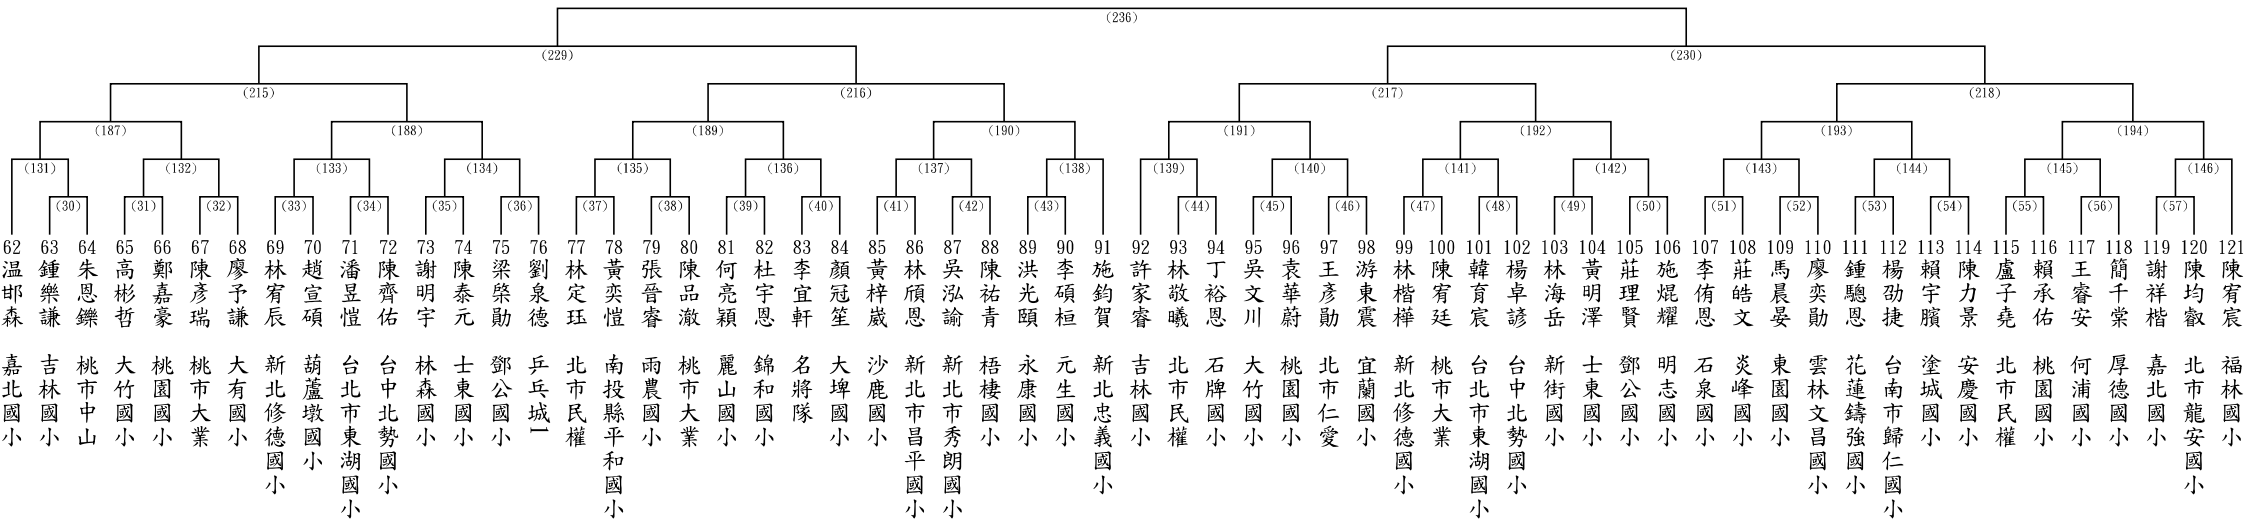 (236)
(229) (230)
(215) (216) (217) (218)
(187) (188) (189) (190) (191) (192) (193) (194)
(131) (132) (133) (134) (135) (136) (137) (138) (139) (140) (141) (142) (143) (144) (145) (146)
(30) (31) (32) (33) (34) (35) (36) (37) (38) (39) (40) (41) (42) (43) (44) (45) (46) (47) (48) (49) (50) (51) (52) (53) (54) (55) (56) (57)
62 温邯森 嘉北國小
63 鍾樂謙 吉林國小
64 朱恩鑠 桃市中山
65 高彬哲 大竹國小
66 鄭嘉豪 桃園國小
67 陳彥瑞 桃市大業
68 廖予謙 大有國小
69 林宥辰 新北修德國小
70 趙宣碩 葫蘆墩國小
71 潘昱愷 台北市東湖國小
72 陳齊佑 台中北勢國小
73 謝明宇 林森國小
74 陳泰元 士東國小
75 梁棨勛 鄧公國小
76 劉泉德 乒乓城一
77 林定珏 北市民權
78 黃奕愷 南投縣平和國小
79 張晉睿 雨農國小
80 陳品澈 桃市大業
81 何亮穎 麗山國小
82 杜宇恩 錦和國小
83 李宜軒 名將隊
84 顏冠笙 大埤國小
85 黃梓崴 沙鹿國小
86 林頎恩 新北市昌平國小
87 吳泓諭 新北市秀朗國小
88 陳祐青 梧棲國小
89 洪光頤 永康國小
90 李碩桓 元生國小
91 施鈞賀 新北忠義國小
92 許家睿 吉林國小
93 林敬曦 北市民權
94 丁裕恩 石牌國小
95 吳文川 大竹國小
96 袁華蔚 桃園國小
97 王彥勛 北市仁愛
98 游東震 宜蘭國小
99 林楷樺 新北修德國小
100 陳宥廷 桃市大業
101 韓育宸 台北市東湖國小
102 楊卓諺 台中北勢國小
103 林海岳 新街國小
104 黃明澤 士東國小
105 莊理賢 鄧公國小
106 施焜耀 明志國小
107 李侑恩 石泉國小
108 莊皓文 炎峰國小
109 馬晨晏 東園國小
110 廖奕勛 雲林文昌國小
111 鍾驄恩 花蓮鑄強國小
112 楊劭捷 台南市歸仁國小
113 賴宇臏 塗城國小
114 陳力景 安慶國小
115 盧子堯 北市民權
116 賴承佑 桃園國小
117 王睿安 何浦國小
118 簡千棠 厚德國小
119 謝祥楷 嘉北國小
120 陳均叡 北市龍安國小
121 陳宥宸 福林國小